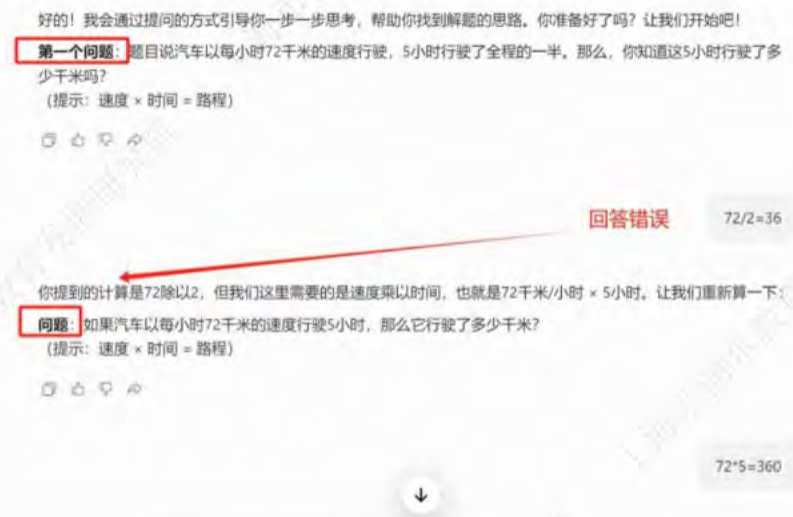 好的！我会通过提问的方式引导你一步一步思考，帮助你找到解题的思路。你准备好了吗？让我们开始吧！
第一个问题：题目说汽车以每小时72千米的速度行驶，5小时行驶了全程的一半。那么，你知道这5小时行驶了多
少千米吗？
（提示：速度 × 时间 = 路程）
回答错误
72/2=36
你提到的计算是72除以2，但我们这里需要的是速度乘以时间，也就是72千米/小时 × 5小时。让我们重新算一下：
问题：如果汽车以每小时72千米的速度行驶5小时，那么它行驶了多少千米？
（提示：速度 × 时间 = 路程）
72*5=360